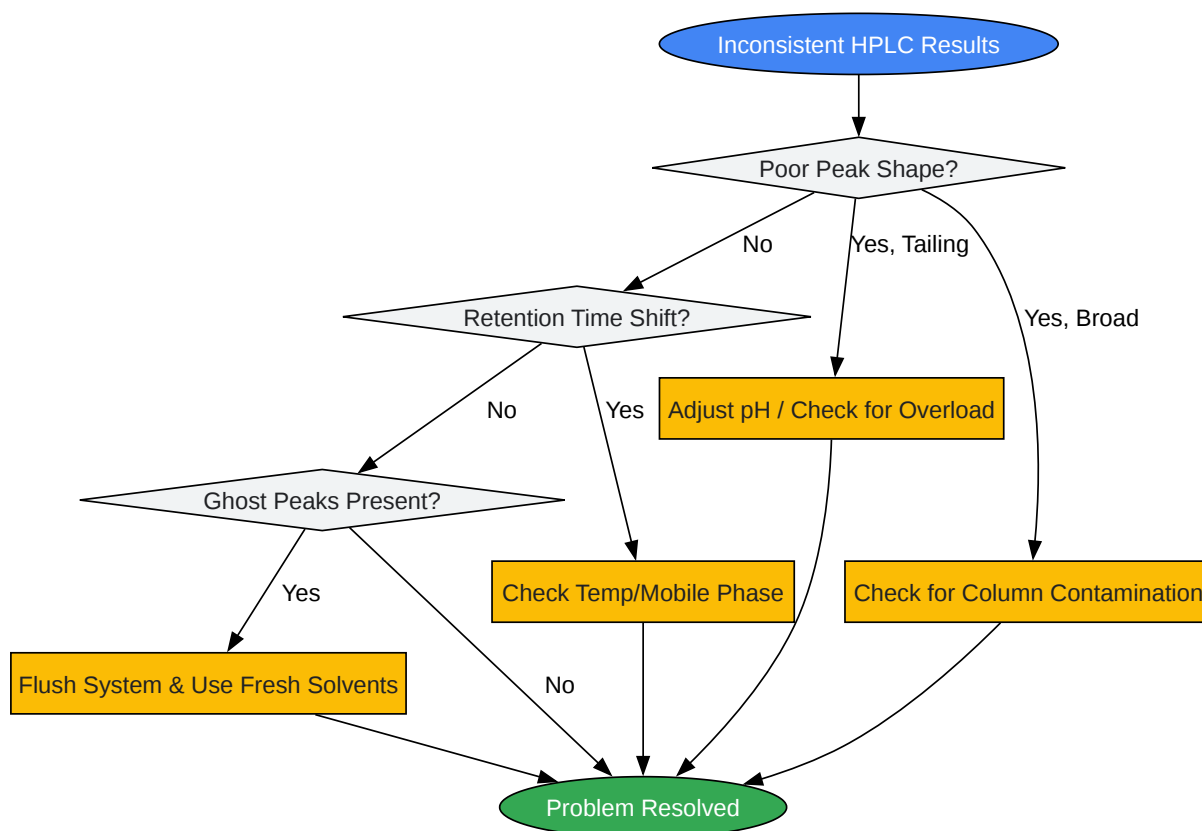 Inconsistent HPLC Results
Poor Peak Shape?
No
Yes, Tailing
Yes, Broad
Retention Time Shift?
No
Yes
Adjust pH / Check for Overload
Ghost Peaks Present?
Yes
No
Check Temp/Mobile Phase
Check for Column Contamination
Flush System & Use Fresh Solvents
Problem Resolved